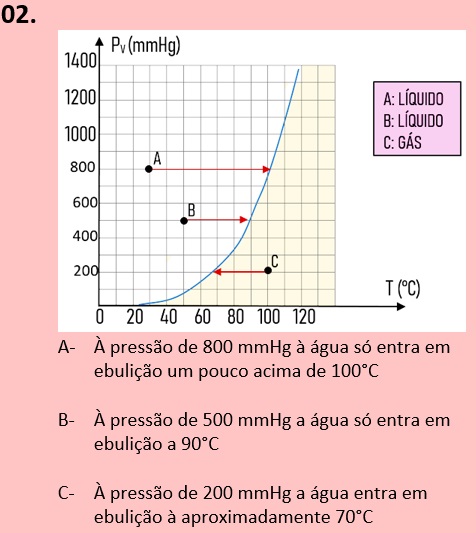 02.
Pv (mmHg)
1400
1200
1000
800
600
400
200
A
B
C
A: LÍQUIDO
B: LÍQUIDO
C: GÁS
T (°C)
0 20 40 60 80 100 120
A- À pressão de 800 mmHg à água só entra em
ebulição um pouco acima de 100°C
B- À pressão de 500 mmHg a água só entra em
ebulição a 90°C
C- À pressão de 200 mmHg a água entra em
ebulição à aproximadamente 70°C